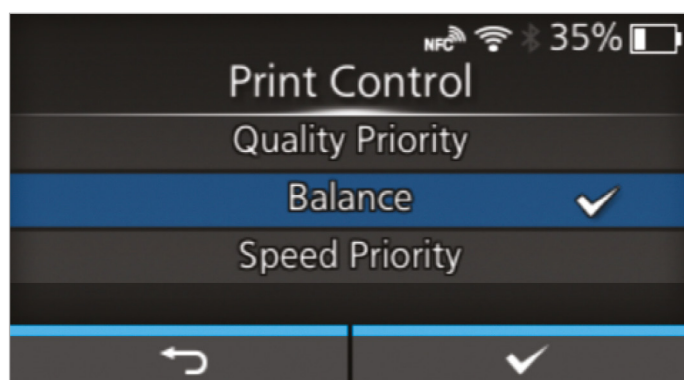 NFC 35%
Print Control
Quality Priority
Balance
Speed Priority